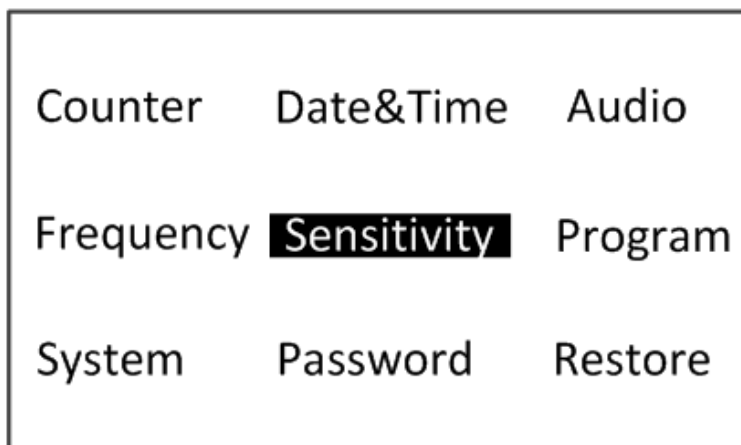 Counter Date&Time Audio
Frequency Sensitivity Program
System Password Restore